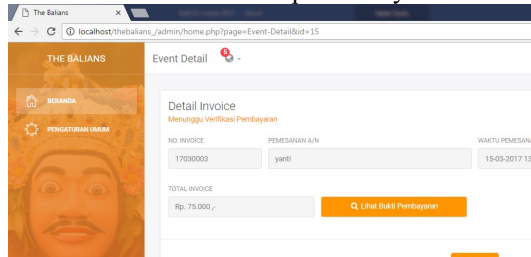 The Balians
localhost/thebalians_/admin/home.php?page=Event-Detail&id=15
THE BALIANS
Event Detail
5
BERANDA
PENGATURAN UMUM
Detail Invoice
Menunggu Verifikasi Pembayaran
NO. INVOICE PEMESANAN A/N WAKTU PEMESANA
17030003 yanti 15-03-2017 13
TOTAL INVOICE
Rp. 75.000 ,-
Lihat Bukti Pembayaran